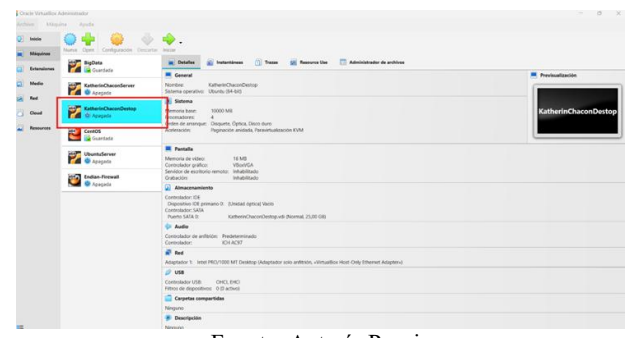 Oracle VirtualBox Administrador
Archivo Máquina Ayuda
Inicio
Máquinas
Extensiones
Medio
Red
Cloud
Resources
Nueva Open Configuración Descartar Iniciar
BigData
Guardada
KatherinChaconServer
Apagada
KatherinChaconDestop
Apagada
CentOS
Guardada
UbuntuServer
Apagada
Endian-Firewall
Apagada
Detalles Instantáneas Trazas Resource Use Administrador de archivos
General
Nombre: KatherinChaconDestop
Sistema operativo: Ubuntu (64-bit)
Previsualización
KatherinChaconDestop
Sistema
Memoria base: 10000 MB
Procesadores: 4
Orden de arranque: Disquete, Óptica, Disco duro
Aceleración: Paginación anidada, Paravirtualización KVM
Pantalla
Memoria de vídeo: 16 MB
Controlador gráfico: VBoxVGA
Servidor de escritorio remoto: Inhabilitado
Grabación: Inhabilitado
Almacenamiento
Controlador: IDE
Dispositivo IDE primario 0: [Unidad óptica] Vacío
Controlador: SATA
Puerto SATA 0: KatherinChaconDestop.vdi (Normal, 25,00 GB)
Audio
Controlador de anfitrión: Predeterminado
Controlador: ICH AC97
Red
Adaptador 1: Intel PRO/1000 MT Desktop (Adaptador solo anfitrión, «VirtualBox Host-Only Ethernet Adapter»)
USB
Controlador USB: OHCI, EHCI
Filtros de dispositivos: 0 (0 activo)
Carpetas compartidas
Ninguno
Descripción
Ninguno